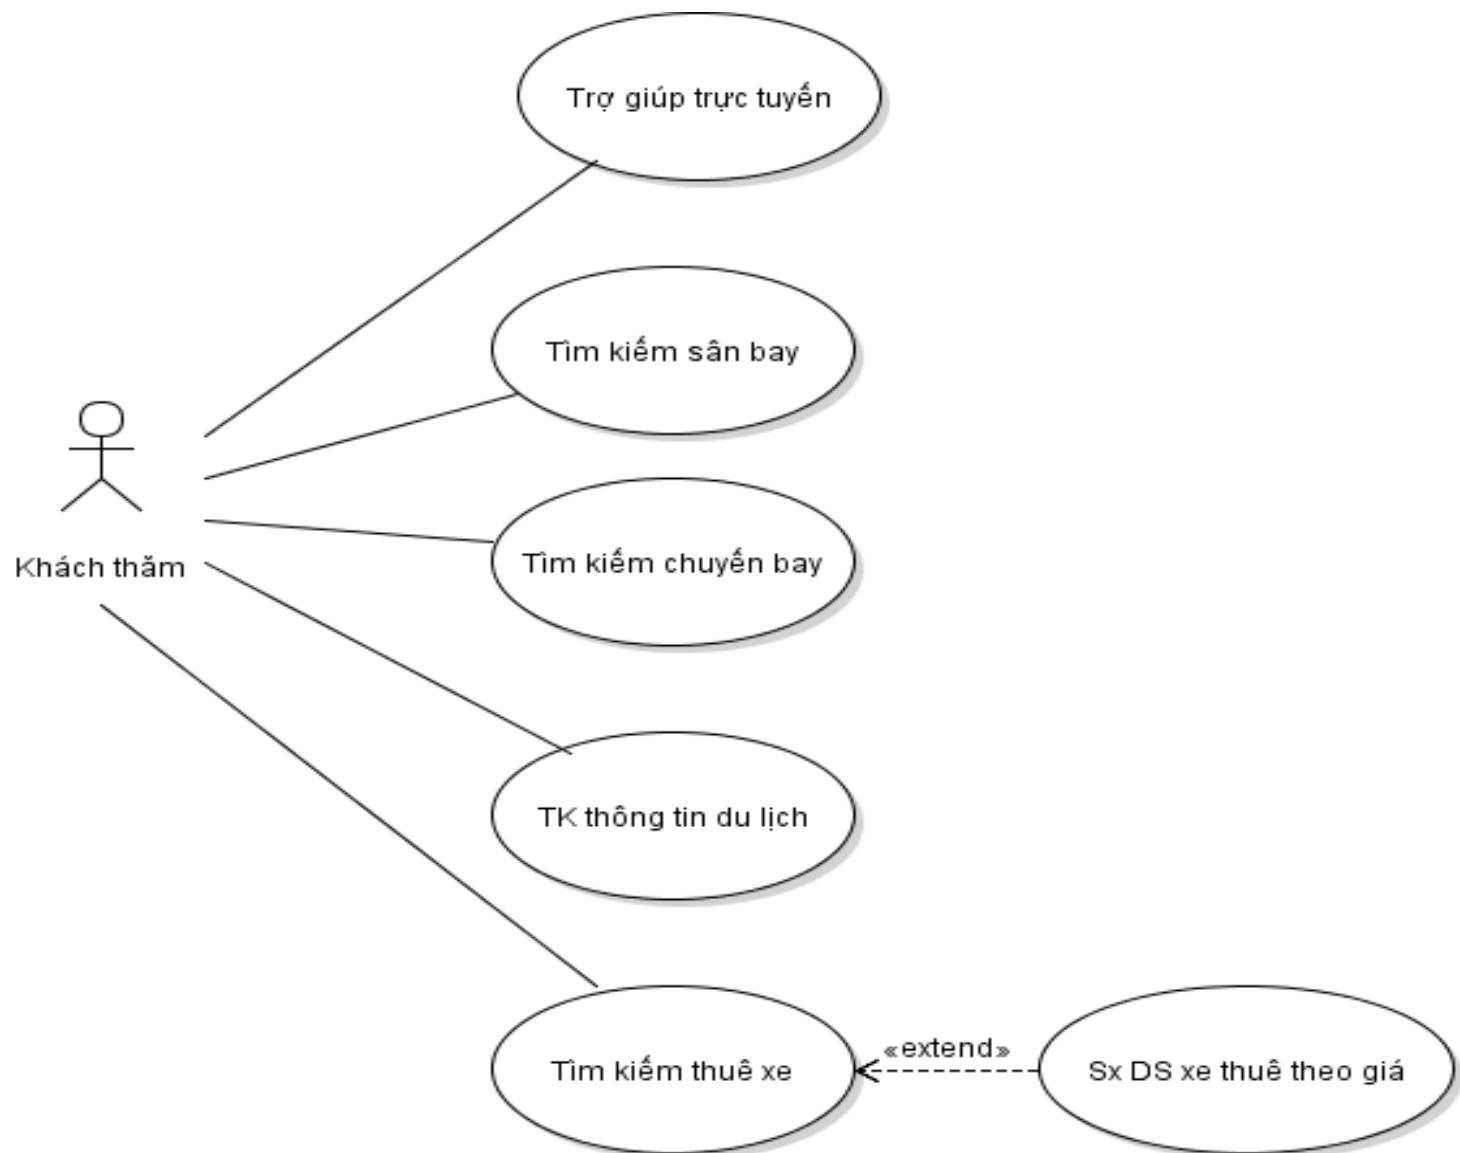 Trợ giúp trực tuyến
Tìm kiếm sân bay
Khách thăm
Tìm kiếm chuyến bay
TK thông tin du lịch
Tìm kiếm thuê xe
«extend»
Sx DS xe thuê theo giá